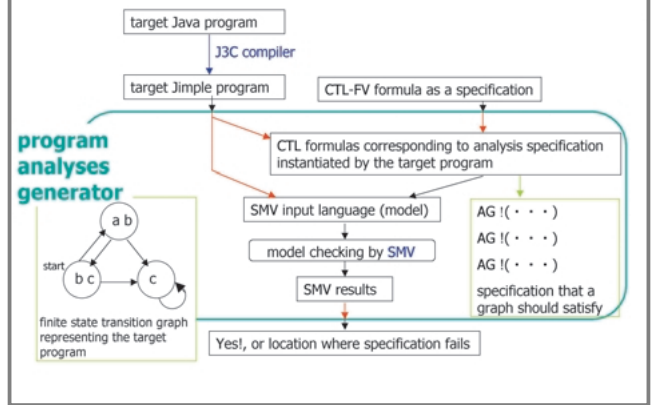 target Java program
J3C compiler
target Jimple program
CTL-FV formula as a specification
program
analyses
generator
CTL formulas corresponding to analysis specification
instantiated by the target program
SMV input language (model)
model checking by SMV
SMV results
Yes!, or location where specification fails
a b
start
b c
c
finite state transition graph
representing the target
program
AG !(・・・)
AG !(・・・)
AG !(・・・)
specification that a
graph should satisfy